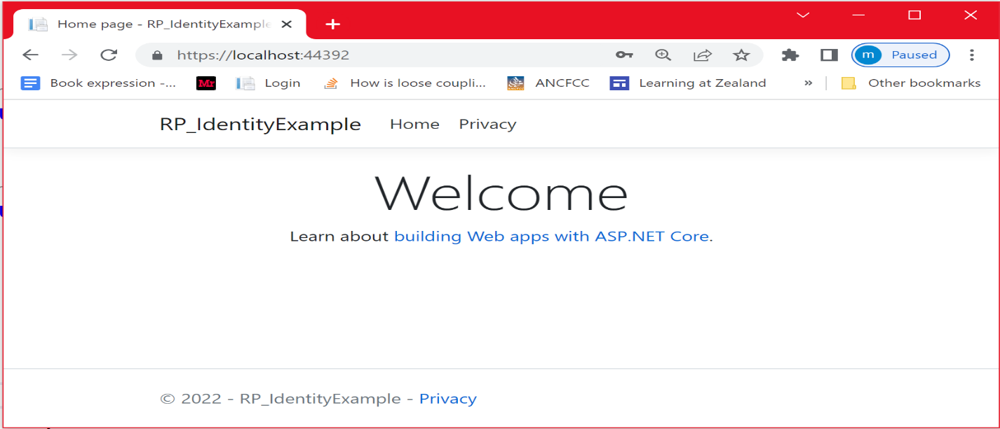 Home page - RP_IdentityExample
https://localhost:44392
m Paused
Book expression -... Mr Login How is loose coupli... ANCFCC Learning at Zealand » Other bookmarks
RP_IdentityExample Home Privacy
Welcome
Learn about building Web apps with ASP.NET Core.
© 2022 - RP_IdentityExample - Privacy